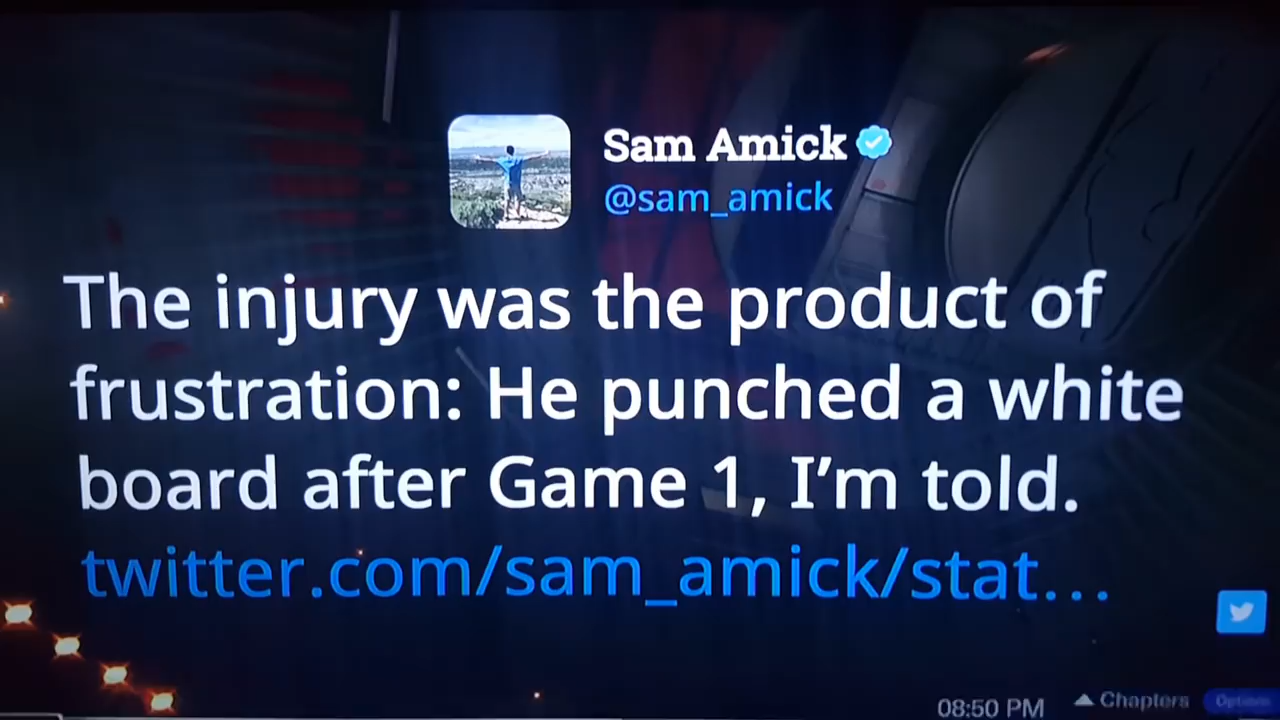 Sam Amick
@sam_amick
The injury was the product of
frustration: He punched a white
board after Game 1, I'm told.
twitter.com/sam_amick/stat...
08:50 PM
Chapters
Options